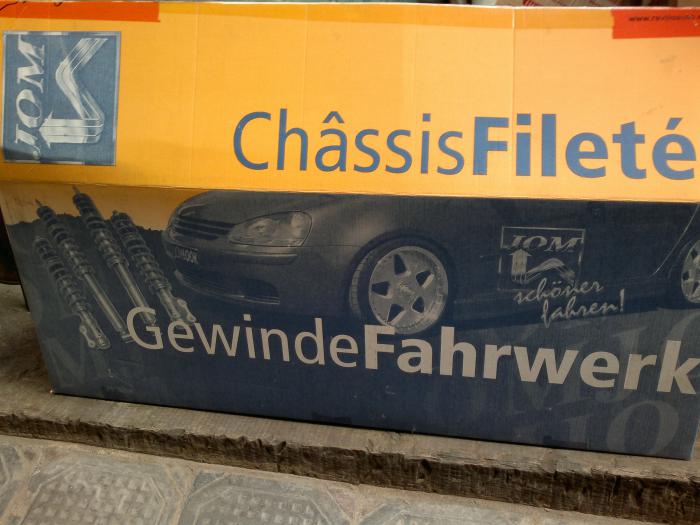 JOM
ChâssisFileté
JOM
schöner
fahren!
GewindeFahrwerk